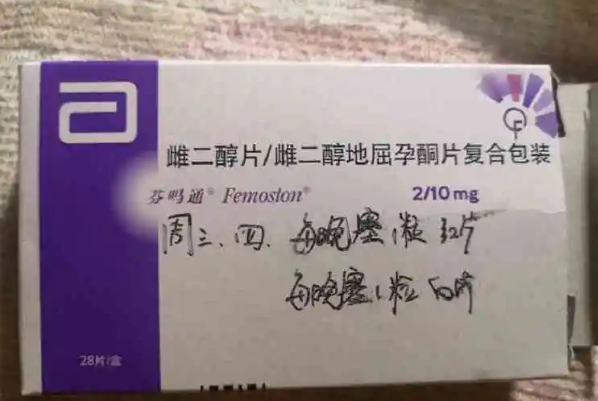 雌二醇片/雌二醇地屈孕酮片复合包装
芬吗通® Femoston®
2/10 mg
周三、四、每晚塞1粒 红片
每晚塞1粒 白片
28片/盒